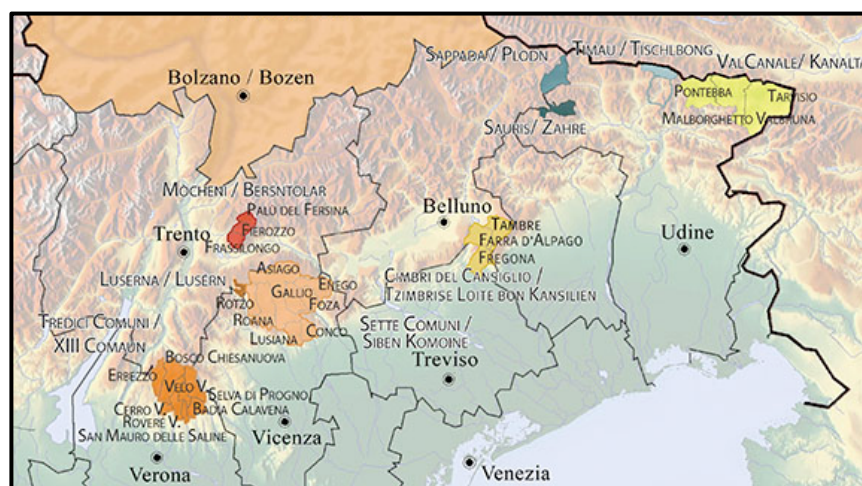 Sappada / Plodn
Timau / Tischlbong
ValCanale / Kanalta
Bolzano / Bozen
Pontebba
Tarvisio
Malborghetto Valbruna
Sauris / Zahre
Mocheni / Bersntolar
Palù del Fersina
Fierozzo
Frassilongo
Trento
Belluno
Tambre
Farra d'Alpago
Fregona
Udine
Luserna / Lusérn
Asiago
Enego
Gallio
Foza
Rotzo
Roana
Conco
Lusiana
Cimbri del Cansiglio /
Tzimbrise Loite bon Kansilien
Tredici Comuni /
XIII Comaun
Sette Comuni /
Siben Komoine
Treviso
Bosco Chiesanuova
Erbezzo
Velo V.
Selva di Progno
Cerro V.
Badia Calavena
Roverè V.
San Mauro delle Saline
Vicenza
Verona
Venezia